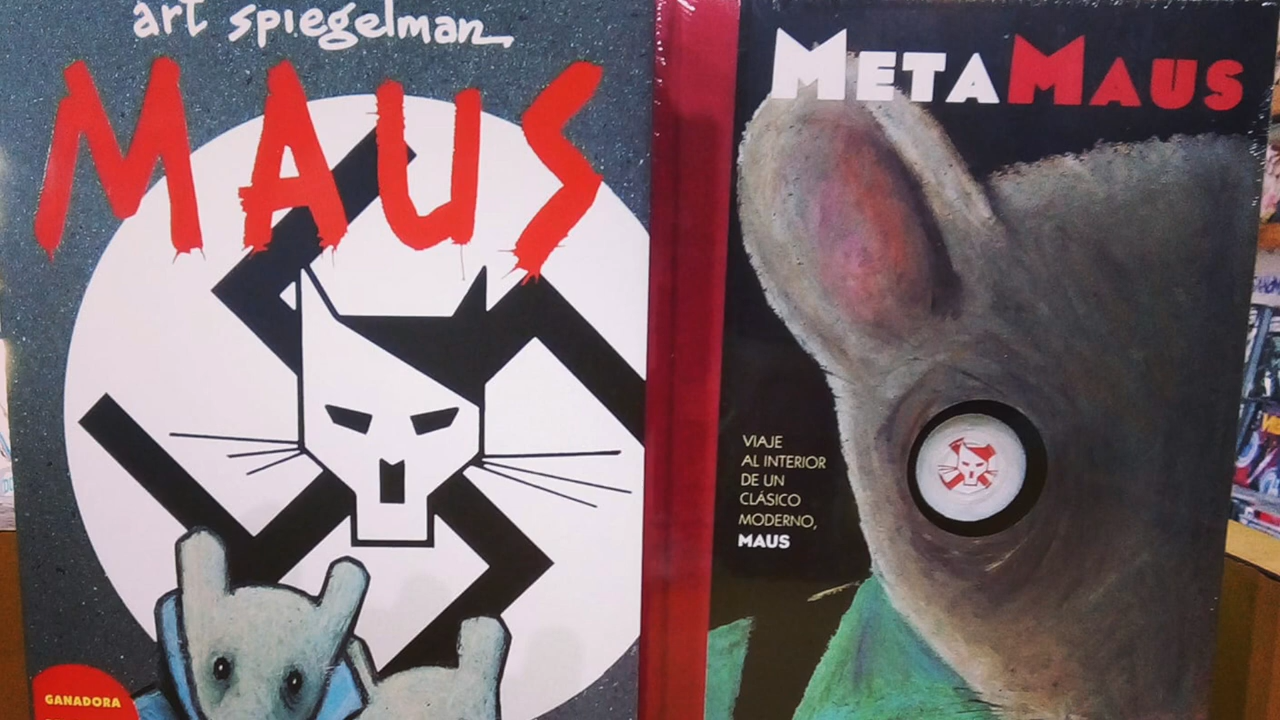 art spiegelman
MAUS
GANADORA
METAMAUS
VIAJE
AL INTERIOR
DE UN
CLÁSICO
MODERNO,
MAUS